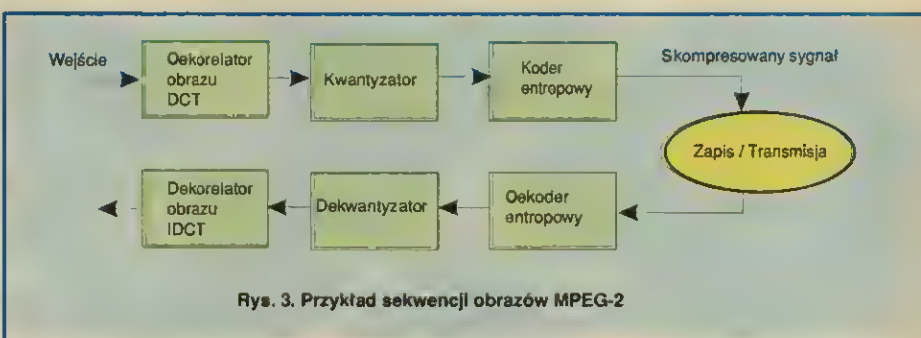 Wejście
Oekorelator
obrazu
DCT
Kwantyzator
Koder
entropowy
Skompresowany sygnał
Zapis / Transmisja
Dekorelator
obrazu
IDCT
Dekwantyzator
Oekoder
entropowy
Rys. 3. Przykład sekwencji obrazów MPEG-2